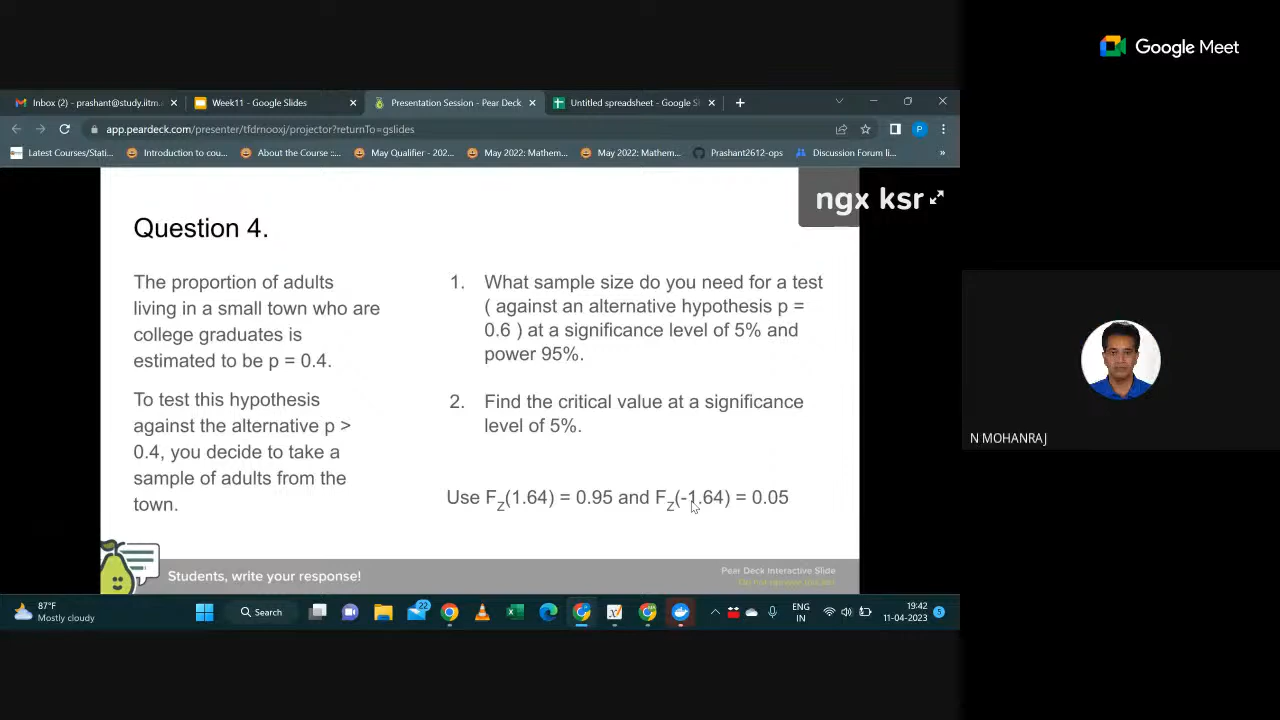 Google Meet
Inbox (2) - prashant@study.iitm.
Week11 - Google Slides
Presentation Session - Pear Deck
Untitled spreadsheet - Google Sl
app.peardeck.com/presenter/tfdrnooxj/projector?returnTo=gslides
P
Latest Courses/Stati...
Introduction to cou...
About the Course ::...
May Qualifier - 202...
May 2022: Mathem...
May 2022: Mathem...
Prashant2612-ops
Discussion Forum li...
»
ngx ksr
Question 4.
The proportion of adults
living in a small town who are
college graduates is
estimated to be p = 0.4.
To test this hypothesis
against the alternative p >
0.4, you decide to take a
sample of adults from the
town.
1. What sample size do you need for a test
( against an alternative hypothesis p =
0.6 ) at a significance level of 5% and
power 95%.
2. Find the critical value at a significance
level of 5%.
Use FZ(1.64) = 0.95 and FZ(-1.64) = 0.05
N MOHANRAJ
Students, write your response!
Pear Deck Interactive Slide
87°F
Mostly cloudy
Search
22
ENG
IN
19:42
11-04-2023
5